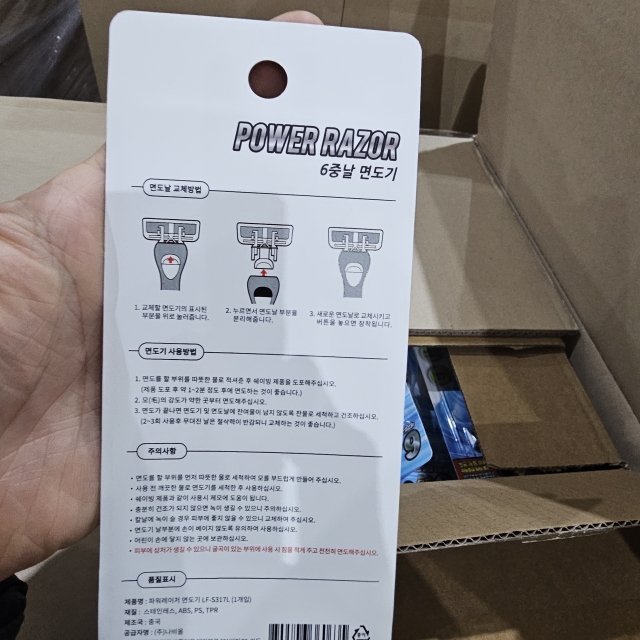 POWER RAZOR
6중날 면도기
면도날 교체방법
1. 교체할 면도기의 표시된
부분을 위로 눌러줍니다.
2. 누르면서 면도날 부분을
분리해줍니다.
3. 새로운 면도날로 교체시키고
버튼을 놓으면 장착됩니다.
면도기 사용방법
1. 면도를 할 부위를 따뜻한 물로 적셔준 후 쉐이빙 제품을 도포해주십시오.
(제품 도포 후 약 1~2분 정도 후에 면도하는 것이 좋습니다.)
2. 모(毛)의 강도가 약한 곳부터 면도해주십시오.
3. 면도가 끝나면 면도기 및 면도날에 잔여물이 남지 않도록 찬물로 세척하고 건조하십시오.
(2~3회 사용후 무뎌진 날은 절삭력이 반감되니 교체하는 것이 좋습니다.)
주의사항
• 면도를 할 부위를 먼저 따뜻한 물로 세척하여 모를 부드럽게 만들어 주십시오.
• 사용 전 깨끗한 물로 면도기를 세척한 후 사용하십시오.
• 쉐이빙 제품과 같이 사용시 제모에 도움이 됩니다.
• 충분히 건조가 되지 않으면 녹이 생길 수 있으니 주의하십시오.
• 칼날에 녹이 슬 경우 피부에 좋지 않을 수 있으니 교체하여 주십시오.
• 면도기 날부분에 손이 베이지 않도록 유의하여 사용하십시오.
• 어린이 손에 닿지 않는 곳에 보관하십시오.
• 피부에 상처가 생길 수 있으니 굴곡이 있는 부위에 사용 시 힘을 적게 주고 천천히 면도해주십시오.
품질표시
제품명 : 파워레이저 면도기 LF-S317L (1개입)
재질 : 스테인레스, ABS, PS, TPR
제조국 : 중국
공급자명 : (주)나비울